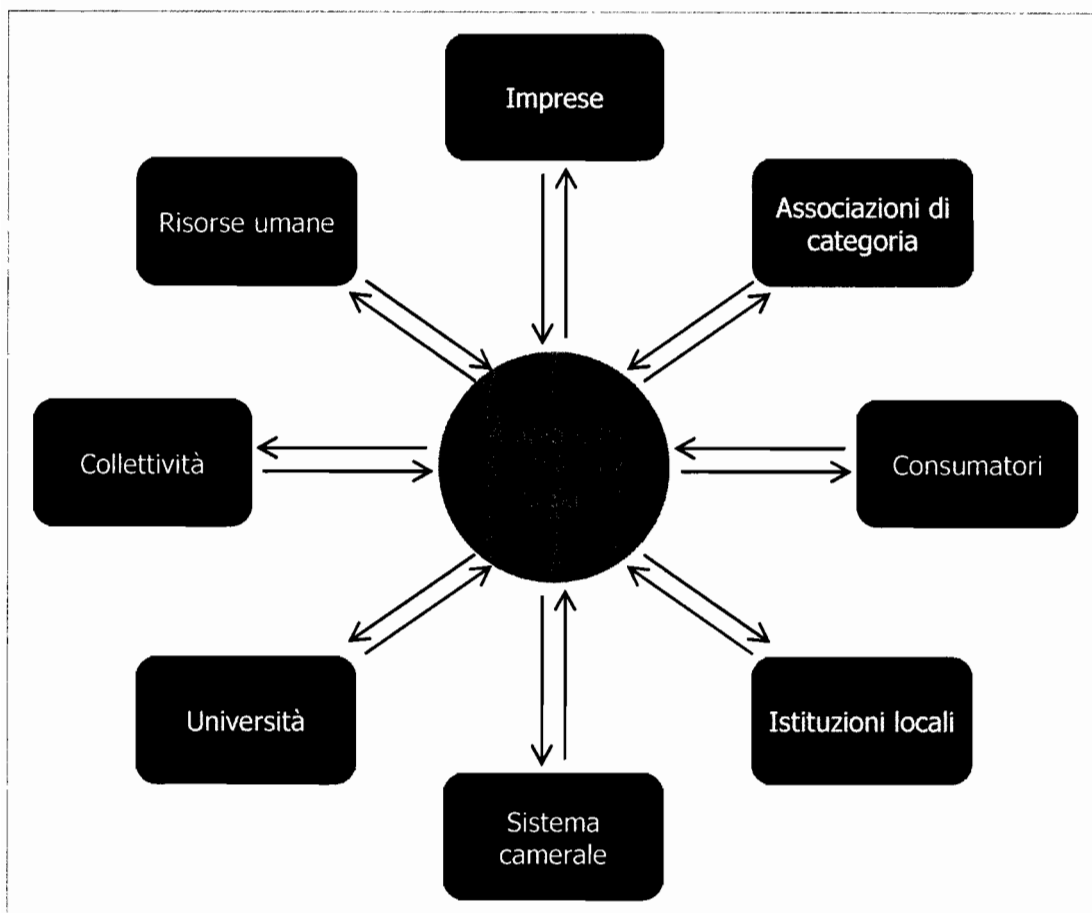 Imprese
Associazioni di
categoria
Risorse umane
Consumatori
Collettività
Istituzioni locali
Università
Sistema
camerale